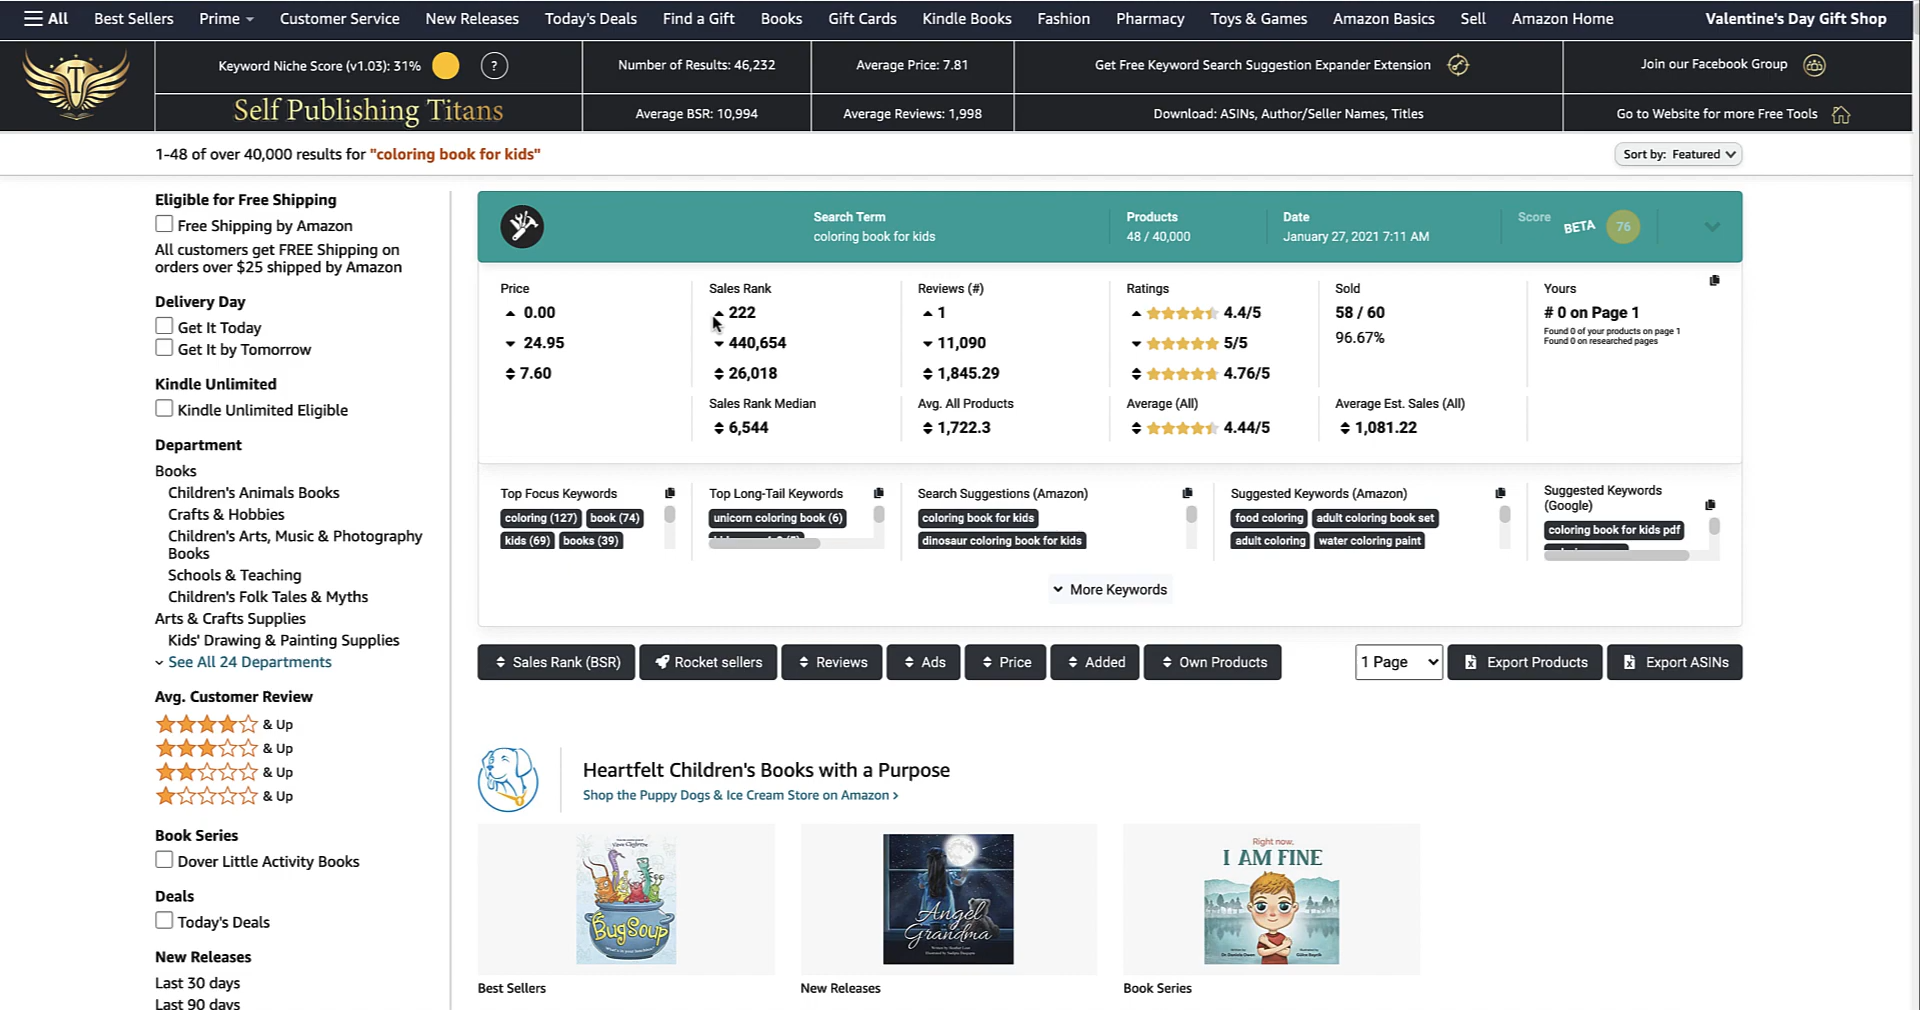 All Best Sellers Prime Customer Service New Releases Today's Deals Find a Gift Books Gift Cards Kindle Books Fashion Pharmacy Toys & Games Amazon Basics Sell Amazon Home Valentine's Day Gift Shop
T
Keyword Niche Score (v1.03): 31% ? Number of Results: 46,232 Average Price: 7.81 Get Free Keyword Search Suggestion Expander Extension Join our Facebook Group
Self Publishing Titans Average BSR: 10,994 Average Reviews: 1,998 Download: ASINs, Author/Seller Names, Titles Go to Website for more Free Tools
1-48 of over 40,000 results for "coloring book for kids" Sort by: Featured
Eligible for Free Shipping
Free Shipping by Amazon
All customers get FREE Shipping on
orders over $25 shipped by Amazon
Delivery Day
Get It Today
Get It by Tomorrow
Kindle Unlimited
Kindle Unlimited Eligible
Department
Books
Children's Animals Books
Crafts & Hobbies
Children's Arts, Music & Photography
Books
Schools & Teaching
Children's Folk Tales & Myths
Arts & Crafts Supplies
Kids' Drawing & Painting Supplies
See All 24 Departments
Avg. Customer Review
& Up
& Up
& Up
& Up
Book Series
Dover Little Activity Books
Deals
Today's Deals
New Releases
Last 30 days
Last 90 days
Search Term Products Date Score
coloring book for kids 48 / 40,000 January 27, 2021 7:11 AM BETA 76
Price Sales Rank Reviews (#) Ratings Sold Yours
0.00 222 1 4.4/5 58 / 60 # 0 on Page 1
Found 0 of your products on page 1
Found 0 on researched pages
24.95 440,654 11,090 5/5 96.67%
7.60 26,018 1,845.29 4.76/5
Sales Rank Median Avg. All Products Average (All) Average Est. Sales (All)
6,544 1,722.3 4.44/5 1,081.22
Top Focus Keywords Top Long-Tail Keywords Search Suggestions (Amazon) Suggested Keywords (Amazon) Suggested Keywords
(Google)
coloring (127) book (74) unicorn coloring book (6) coloring book for kids food coloring adult coloring book set coloring book for kids pdf
kids (69) books (39) dinosaur coloring book for kids adult coloring water coloring paint
More Keywords
Sales Rank (BSR) Rocket sellers Reviews Ads Price Added Own Products 1 Page Export Products Export ASINs
Heartfelt Children's Books with a Purpose
Shop the Puppy Dogs & Ice Cream Store on Amazon >
BugSoup
Angel
Grandma
Right now,
I AM FINE
Best Sellers New Releases Book Series